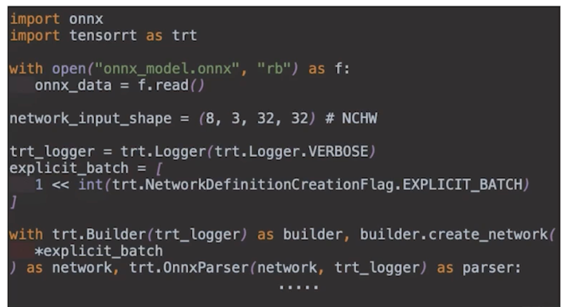 import onnx
import tensorrt as trt
with open("onnx_model.onnx", "rb") as f:
onnx_data = f.read()
network_input_shape = (8, 3, 32, 32) # NCHW
trt_logger = trt.Logger(trt.Logger.VERBOSE)
explicit_batch = [
1 << int(trt.NetworkDefinitionCreationFlag.EXPLICIT_BATCH)
]
with trt.Builder(trt_logger) as builder, builder.create_network(
*explicit_batch
) as network, trt.OnnxParser(network, trt_logger) as parser:
.....